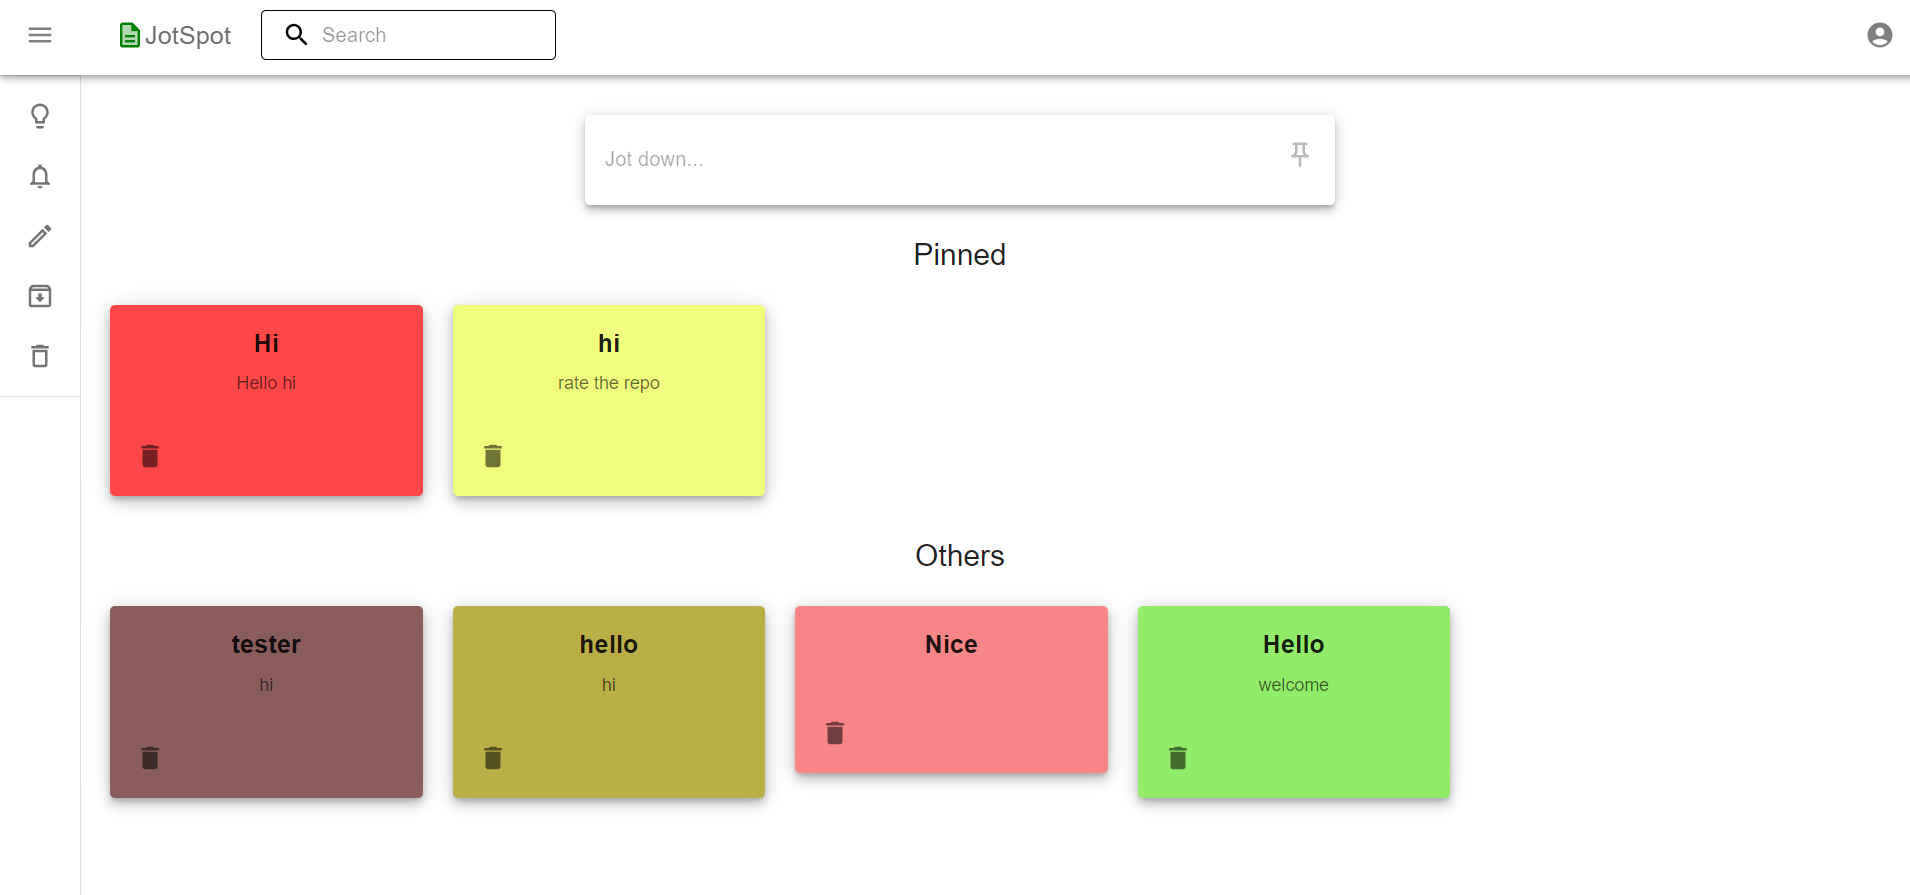 JotSpot
Search
Jot down...
Pinned
Hi
Hello hi
hi
rate the repo
Others
tester
hi
hello
hi
Nice
Hello
welcome